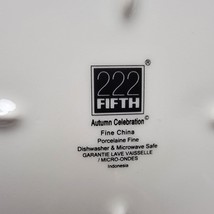 ®
222
FIFTH
Autumn Celebration©
Fine China
Porcelaine Fine
Dishwasher & Microwave Safe
GARANTIE LAVE VAISSELLE
/ MICRO-ONDES
Indonesia